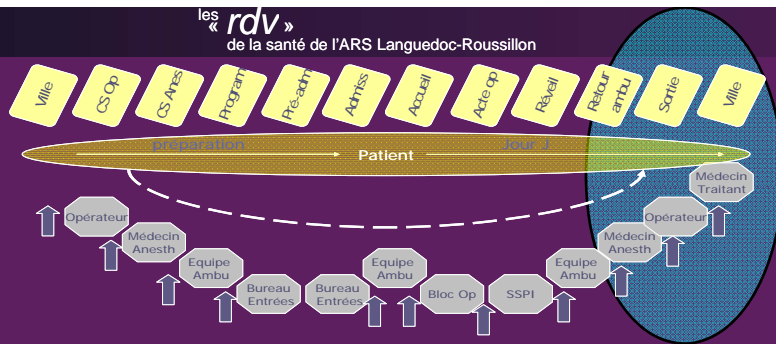 les
« rdv »
de la santé de l'ARS Languedoc-Roussillon
Ville
CS Op
CS Anes
Program
Pré-adm
Admiss
Accueil
Acte op
Réveil
Retour
ambu
Sortie
Ville
préparation
Patient
Jour J
Médecin
Traitant
Opérateur
Opérateur
Médecin
Anesth
Médecin
Anesth
Equipe
Ambu
Equipe
Ambu
Equipe
Ambu
Bureau
Entrées
Bureau
Entrées
Bloc Op
SSPI